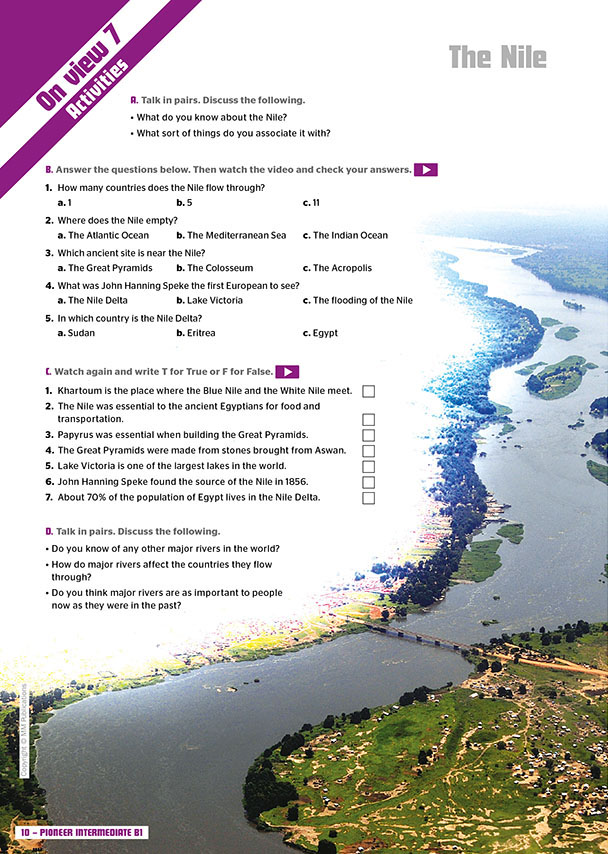 On view 7
Activities
The Nile
A. Talk in pairs. Discuss the following.
• What do you know about the Nile?
• What sort of things do you associate it with?
B. Answer the questions below. Then watch the video and check your answers.
1. How many countries does the Nile flow through?
a. 1 b. 5 c. 11
2. Where does the Nile empty?
a. The Atlantic Ocean b. The Mediterranean Sea c. The Indian Ocean
3. Which ancient site is near the Nile?
a. The Great Pyramids b. The Colosseum c. The Acropolis
4. What was John Hanning Speke the first European to see?
a. The Nile Delta b. Lake Victoria c. The flooding of the Nile
5. In which country is the Nile Delta?
a. Sudan b. Eritrea c. Egypt
C. Watch again and write T for True or F for False.
1. Khartoum is the place where the Blue Nile and the White Nile meet.
2. The Nile was essential to the ancient Egyptians for food and
transportation.
3. Papyrus was essential when building the Great Pyramids.
4. The Great Pyramids were made from stones brought from Aswan.
5. Lake Victoria is one of the largest lakes in the world.
6. John Hanning Speke found the source of the Nile in 1856.
7. About 70% of the population of Egypt lives in the Nile Delta.
D. Talk in pairs. Discuss the following.
• Do you know of any other major rivers in the world?
• How do major rivers affect the countries they flow
through?
• Do you think major rivers are as important to people
now as they were in the past?
Copyright © MM Publications
10 – PIONEER INTERMEDIATE B1